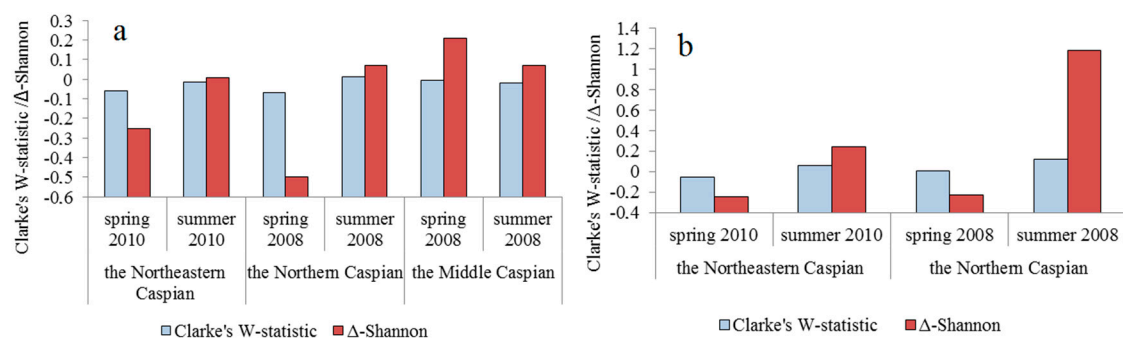 a
Clarke's W-statistic /Δ-Shannon
0.3
0.2
0.1
0
-0.1
-0.2
-0.3
-0.4
-0.5
-0.6
spring
2010
summer
2010
spring
2008
summer
2008
spring
2008
summer
2008
the Northeastern
Caspian
the Northern Caspian
the Middle Caspian
Clarke's W-statistic
Δ-Shannon
b
Clarke's W-statistic /Δ-Shannon
1.4
1.2
1
0.8
0.6
0.4
0.2
0
-0.2
-0.4
spring 2010
summer 2010
spring 2008
summer 2008
the Northeastern Caspian
the Northern Caspian
Clarke's W-statistic
Δ-Shannon